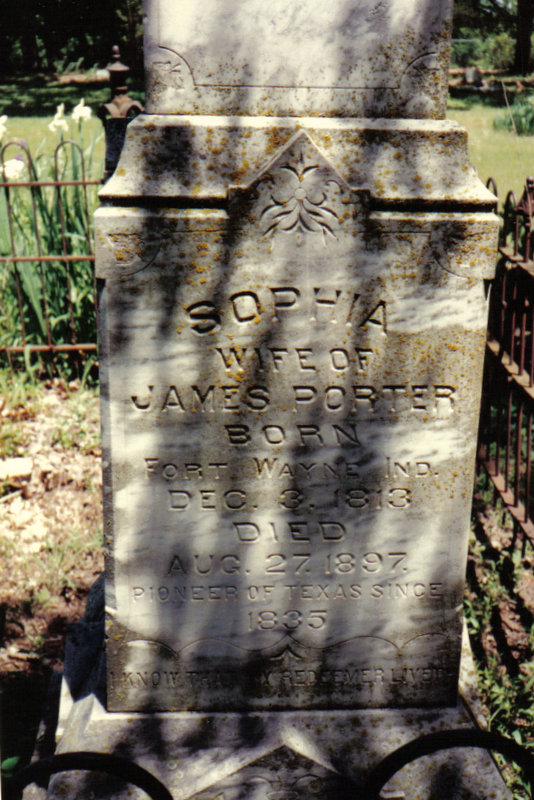 SOPHIA
WIFE OF
JAMES PORTER
BORN
FORT WAYNE IND.
DEC. 3, 1813
DIED
AUG. 27, 1897.
PIONEER OF TEXAS SINCE
1835
I KNOW THAT MY REDEEMER LIVETH